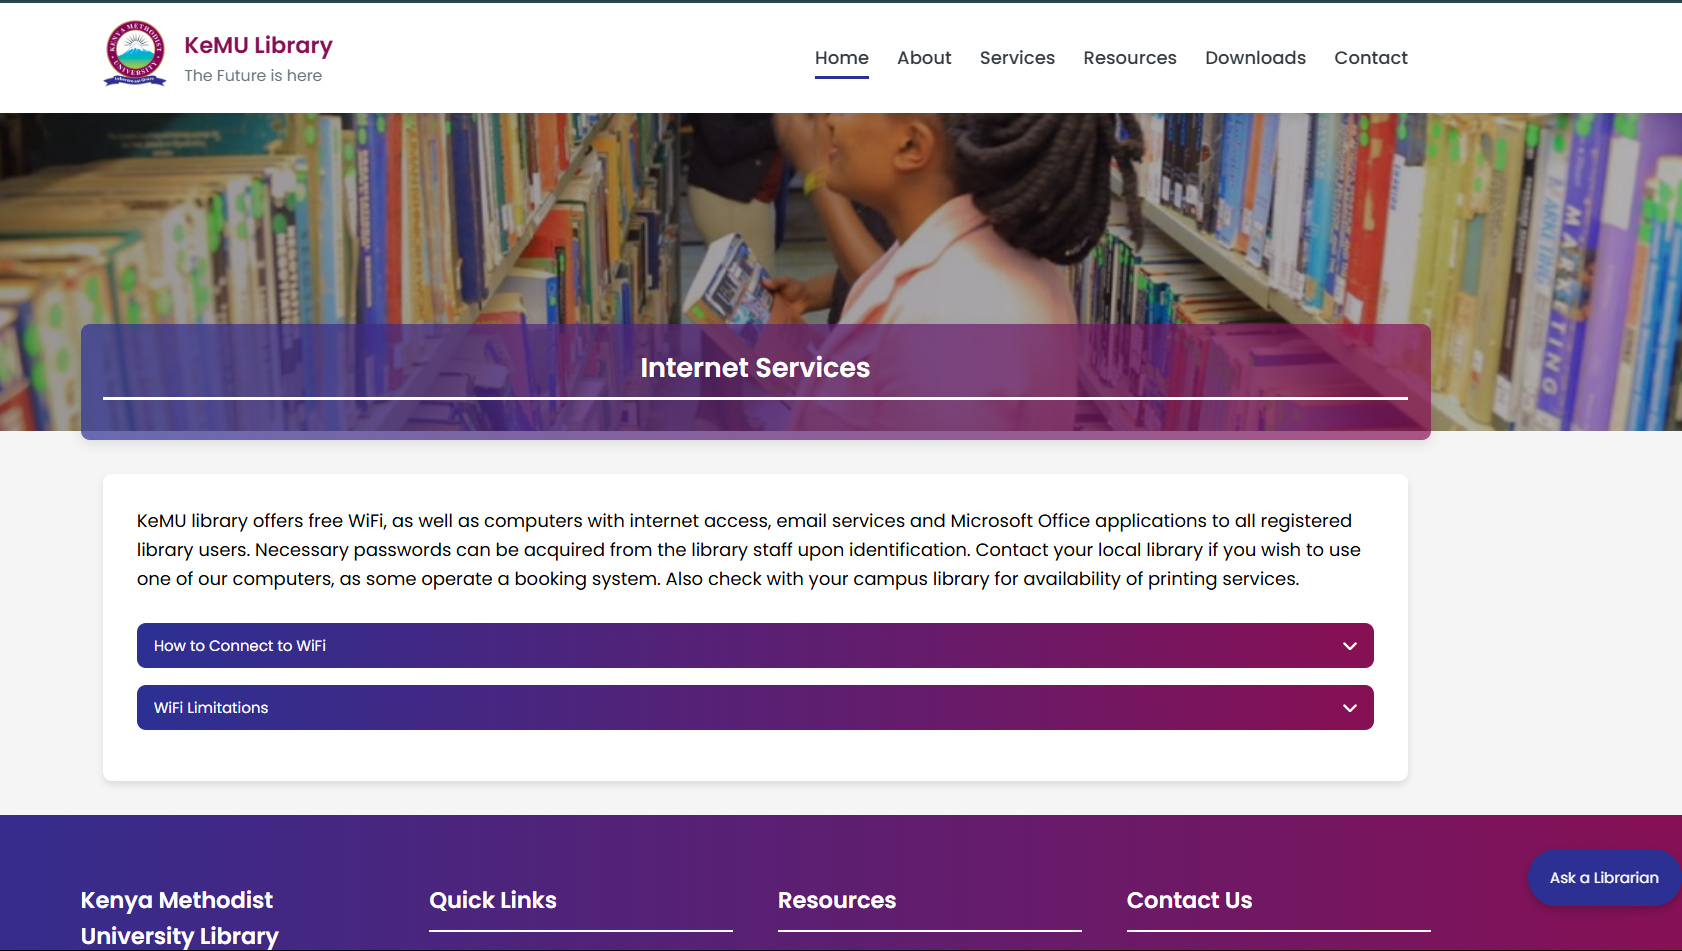 KENYA METHODIST
UNIVERSITY
KeMU Library
The Future is here
Home About Services Resources Downloads Contact
MARKETING
MARKETING
Internet Services
KeMU library offers free WiFi, as well as computers with internet access, email services and Microsoft Office applications to all registered
library users. Necessary passwords can be acquired from the library staff upon identification. Contact your local library if you wish to use
one of our computers, as some operate a booking system. Also check with your campus library for availability of printing services.
How to Connect to WiFi
WiFi Limitations
Kenya Methodist
University Library
Quick Links
Resources
Contact Us
Ask a Librarian